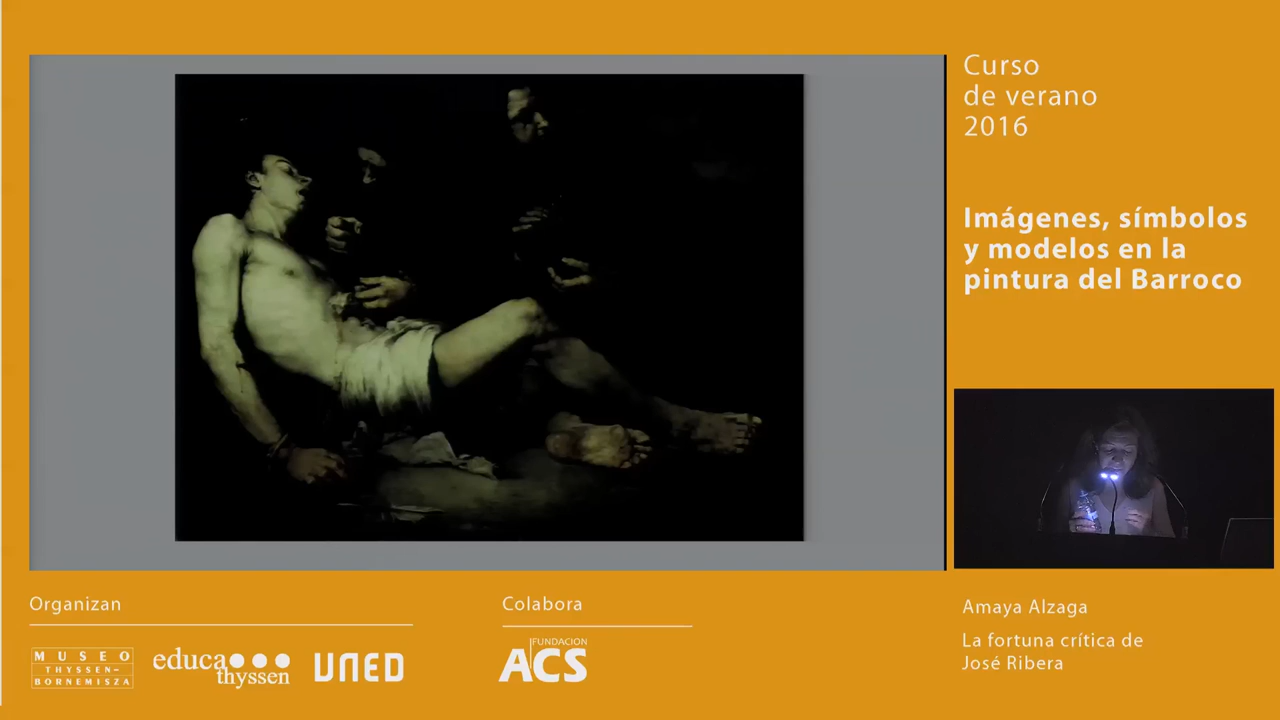 Curso
de verano
2016
Imágenes, símbolos
y modelos en la
pintura del Barroco
Organizan
MUSEO
THYSSEN-
BORNEMISZA
educa
thyssen
UNED
Colabora
FUNDACION
ACS
Amaya Alzaga
La fortuna crítica de
José Ribera